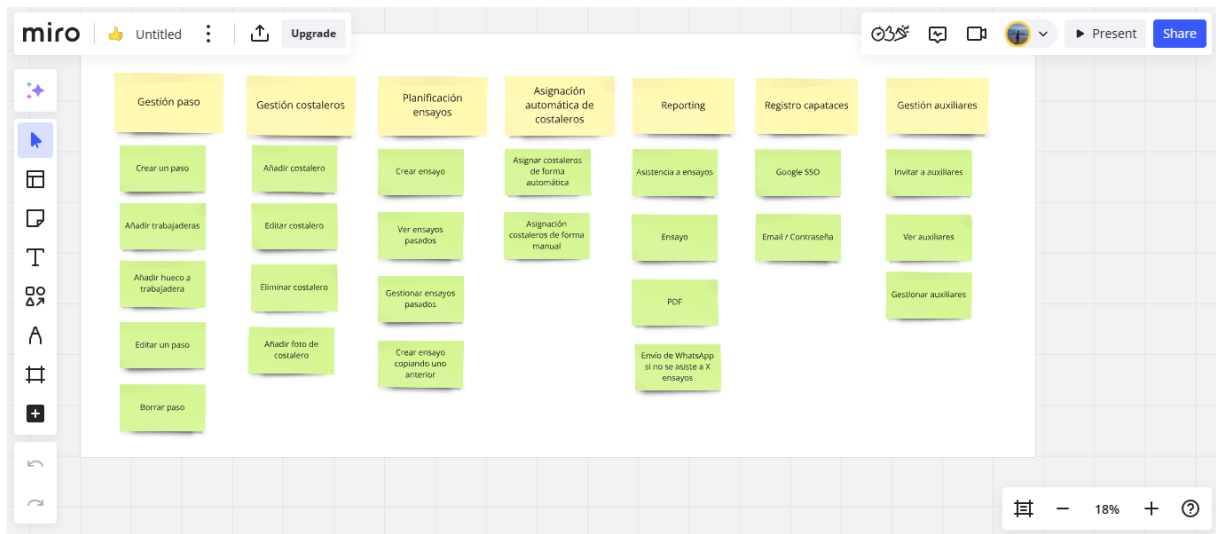 miro
Untitled
Upgrade
Present
Share
Gestión paso
Gestión costaleros
Planificación
ensayos
Asignación
automática de
costaleros
Reporting
Registro capataces
Gestión auxiliares
Crear un paso
Añadir trabajaderas
Añadir hueco a
trabajadera
Editar un paso
Borrar paso
Añadir costalero
Editar costalero
Eliminar costalero
Añadir foto de
costalero
Crear ensayo
Ver ensayos
pasados
Gestionar ensayos
pasados
Crear ensayo
copiando uno
anterior
Asignar costaleros
de forma
automática
Asignación
costaleros de forma
manual
Asistencia a ensayos
Ensayo
PDF
Envío de WhatsApp
si no se asiste a X
ensayos
Google SSO
Email / Contraseña
Invitar a auxiliares
Ver auxiliares
Gestionar auxiliares
18%